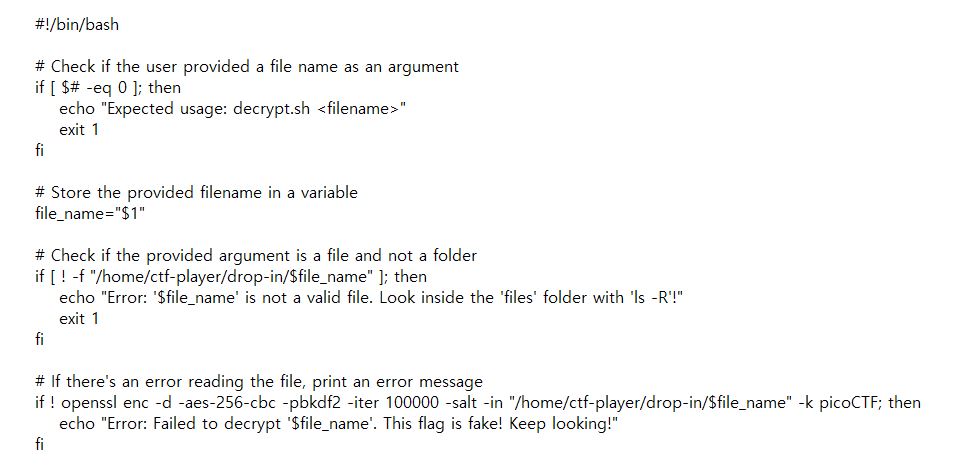 #!/bin/bash
# Check if the user provided a file name as an argument
if [ $# -eq 0 ]; then
echo "Expected usage: decrypt.sh <filename>"
exit 1
fi
# Store the provided filename in a variable
file_name="$1"
# Check if the provided argument is a file and not a folder
if [ ! -f "/home/ctf-player/drop-in/$file_name" ]; then
echo "Error: '$file_name' is not a valid file. Look inside the 'files' folder with 'ls -R'!"
exit 1
fi
# If there's an error reading the file, print an error message
if ! openssl enc -d -aes-256-cbc -pbkdf2 -iter 100000 -salt -in "/home/ctf-player/drop-in/$file_name" -k picoCTF; then
echo "Error: Failed to decrypt '$file_name'. This flag is fake! Keep looking!"
fi